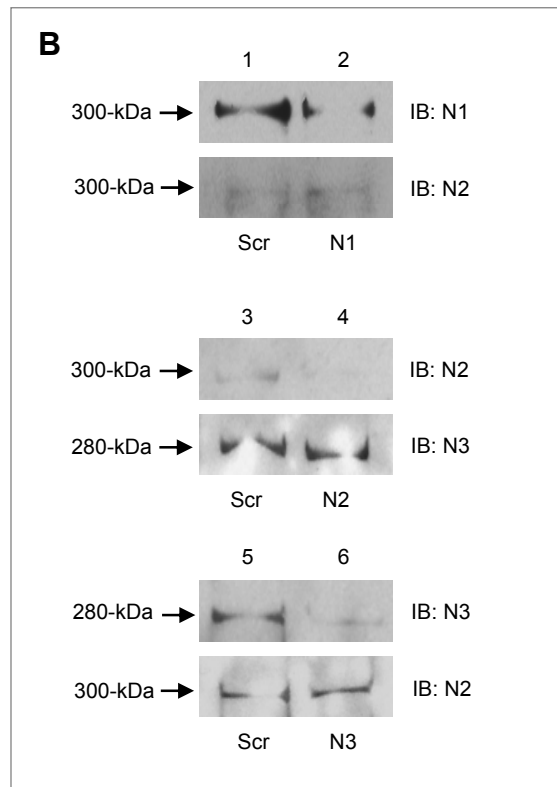 B
1 2
300-kDa IB: N1
300-kDa IB: N2
Scr N1
3 4
300-kDa IB: N2
280-kDa IB: N3
Scr N2
5 6
280-kDa IB: N3
300-kDa IB: N2
Scr N3